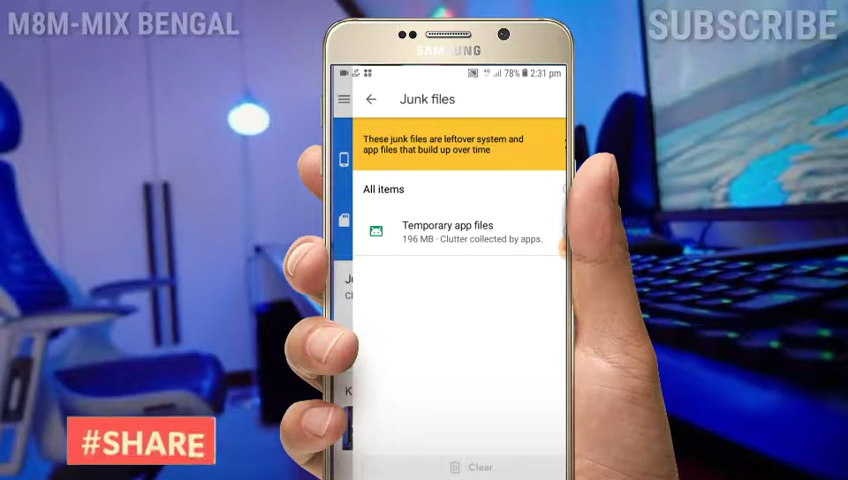 M8M-MIX BENGAL
SUBSCRIBE
SAMSUNG
78% 2:31 pm
Junk files
These junk files are leftover system and
app files that build up over time
All items
Temporary app files
196 MB · Clutter collected by apps.
K
#SHARE
Clear